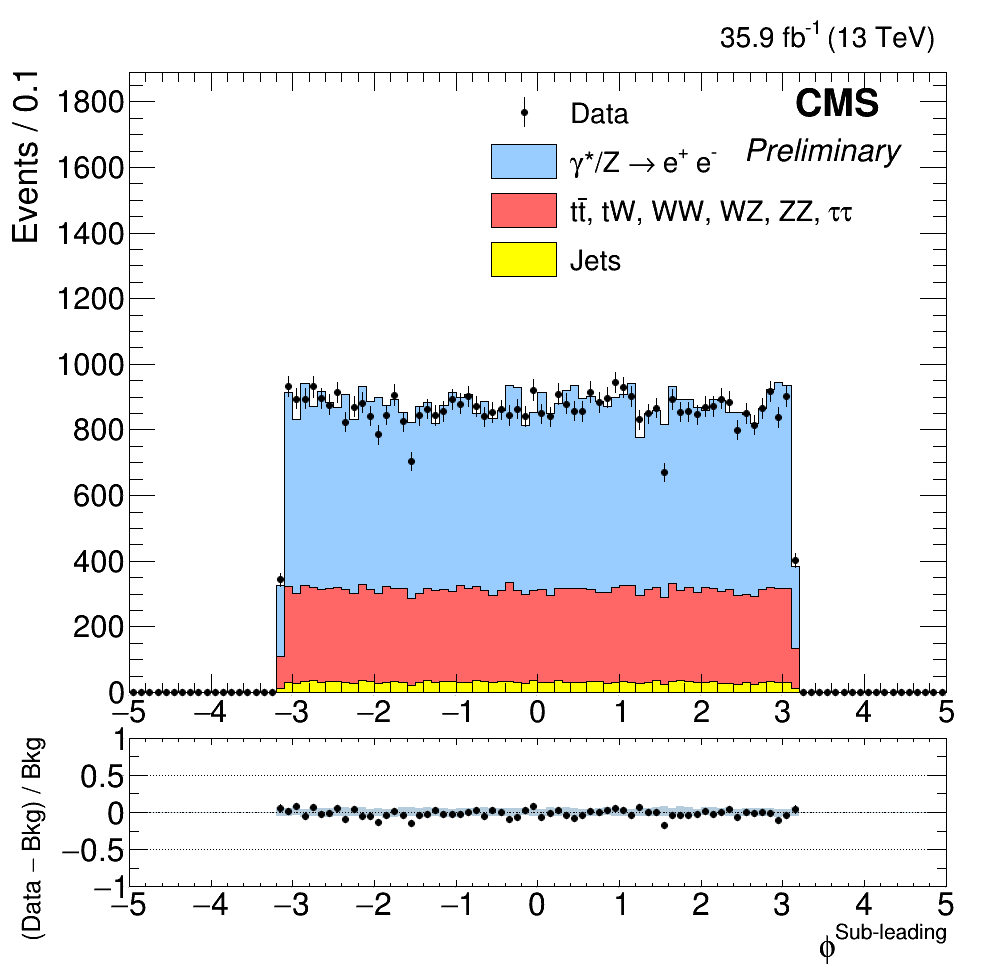 35.9 fb⁻¹ (13 TeV)
Events / 0.1
1800
1600
1400
1200
1000
800
600
400
200
0
CMS
Preliminary
Data
γ*/Z → e⁺ e⁻
tt̄, tW, WW, WZ, ZZ, ττ
Jets
−5 −4 −3 −2 −1 0 1 2 3 4 5
(Data − Bkg) / Bkg
1
0.5
0
−0.5
−1
−5 −4 −3 −2 −1 0 1 2 3 4 5
ϕ^Sub-leading